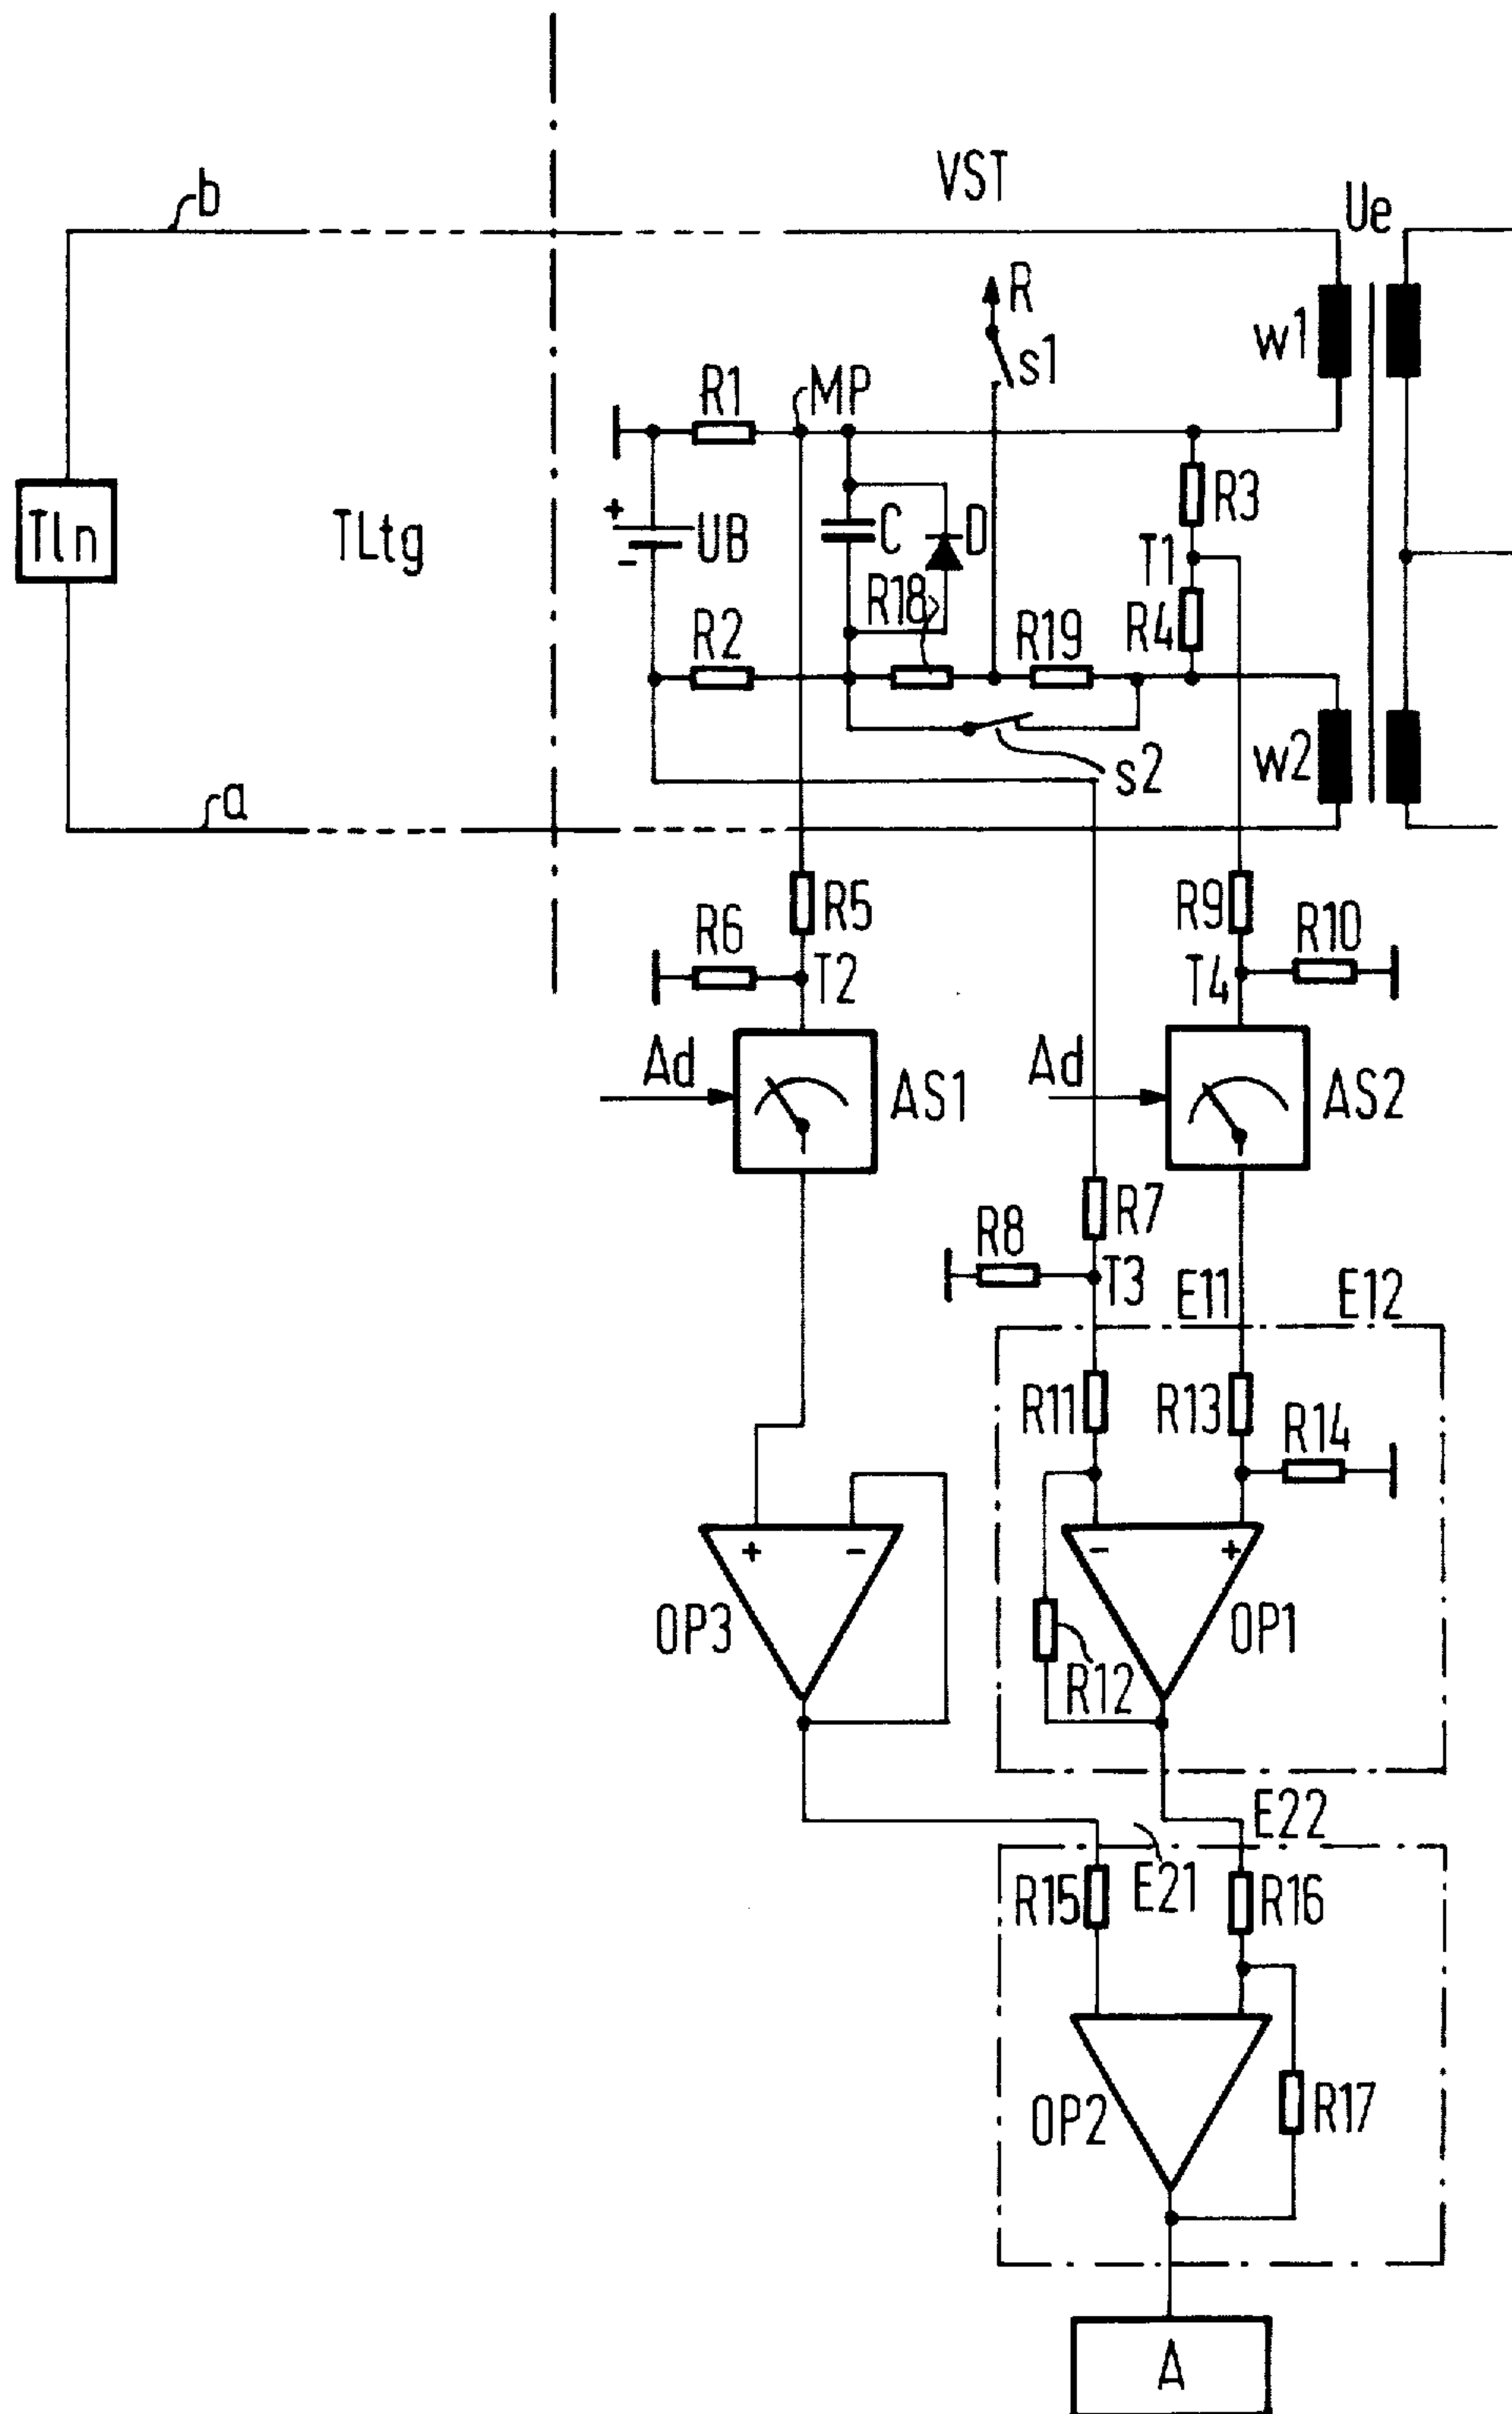 VST
b
Ue
R
s1
w1
R1
MP
R3
+
UB
-
C
D
T1
Tln
TLtg
R18
R2
R19
R4
w2
s2
a
R5
R9
R6
R10
T2
T4
Ad
AS1
Ad
AS2
R7
R8
T3
E11
E12
R11
R13
R14
+
-
-
+
OP3
OP1
R12
E22
E21
R15
R16
OP2
R17
A